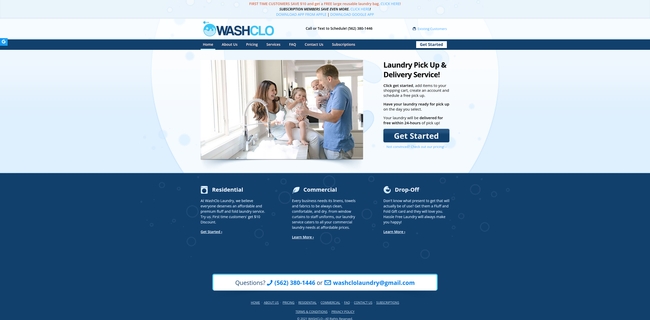 FIRST TIME CUSTOMERS SAVE $10 and get a FREE large reusable laundry bag. CLICK HERE!
SUBSCRIPTION MEMBERS SAVE EVEN MORE. CLICK HERE!
DOWNLOAD APP FROM APPLE | DOWNLOAD GOOGLE APP
WASHCLO
Call or Text to Schedule! (562) 380-1446
Existing Customers
Home
About Us
Pricing
Services
FAQ
Contact Us
Subscriptions
Get Started
Laundry Pick Up &
Delivery Service!
Click get started, add items to your
shopping cart, create an account and
schedule a free pick up.
Have your laundry ready for pick up
on the day you select.
Your laundry will be delivered for
free within 24-hours of pick up!
Get Started
Residential
At WashClo Laundry, we believe
everyone deserves an affordable and
premium fluff and fold laundry service.
Try us. First time customers' get $10
Discount.
Get Started ›
Commercial
Every business needs its linens, towels
and fabrics to be always clean,
comfortable, and dry. From window
curtains to staff uniforms, our laundry
service caters to all your commercial
laundry needs at affordable prices.
Learn More ›
Drop-Off
Don't know what present to get that will
actually be of use? Get them a Fluff and
Fold Gift card and they will love you.
Hassle Free Laundry will always make
you happy!
Learn More ›
Questions? (562) 380-1446 or washclolaundry@gmail.com
HOME ABOUT US PRICING RESIDENTIAL COMMERCIAL FAQ CONTACT US SUBSCRIPTIONS
TERMS & CONDITIONS PRIVACY POLICY